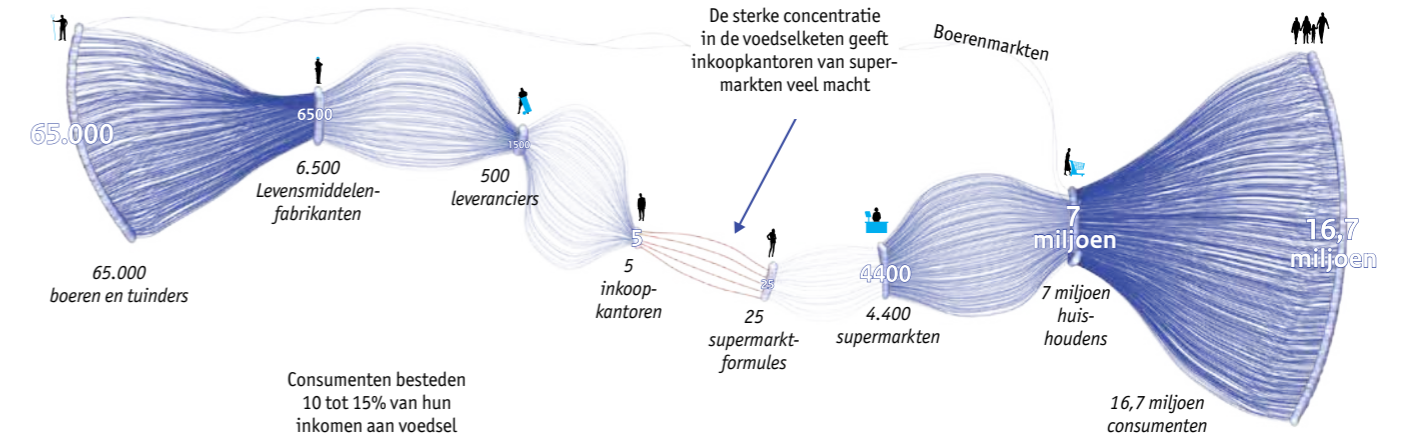 De sterke concentratie
in de voedselketen geeft
inkoopkantoren van super-
markten veel macht
Boerenmarkten
65.000
6500
1500
5
25
4400
7
miljoen
16,7
miljoen
65.000
boeren en tuinders
6.500
Levensmiddelen-
fabrikanten
500
leveranciers
5
inkoop-
kantoren
25
supermarkt-
formules
4.400
supermarkten
7 miljoen
huis-
houdens
16,7 miljoen
consumenten
Consumenten besteden
10 tot 15% van hun
inkomen aan voedsel